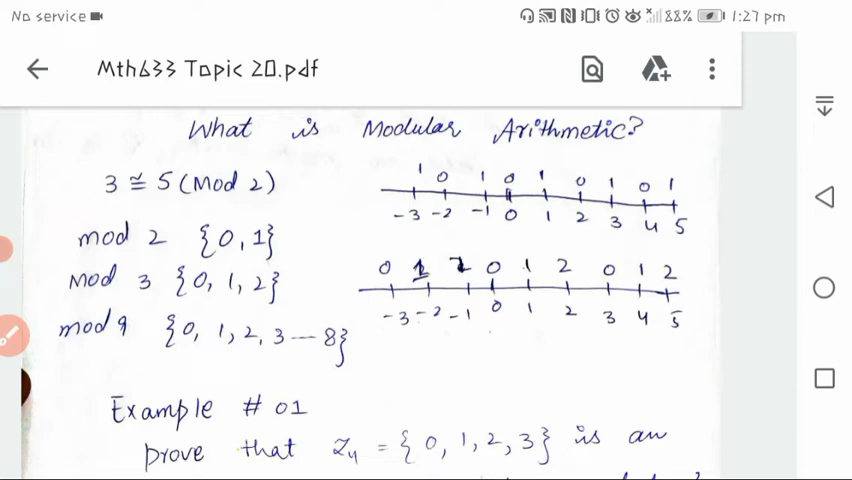 No service 88% 1:27 pm
Mth633 Topic 20.pdf
What is Modular Arithmetic?
3 ≅ 5 (Mod 2)
1 0 1 0 1 0 1 0 1
-3 -2 -1 0 1 2 3 4 5
mod 2 {0,1}
Mod 3 {0, 1, 2}
0 0 1 2 0 1 2
-3 -2 -1 0 1 2 3 4 5
mod 9 {0, 1, 2, 3 --- 8}
Example # 01
prove that Z4 = {0, 1, 2, 3} is an